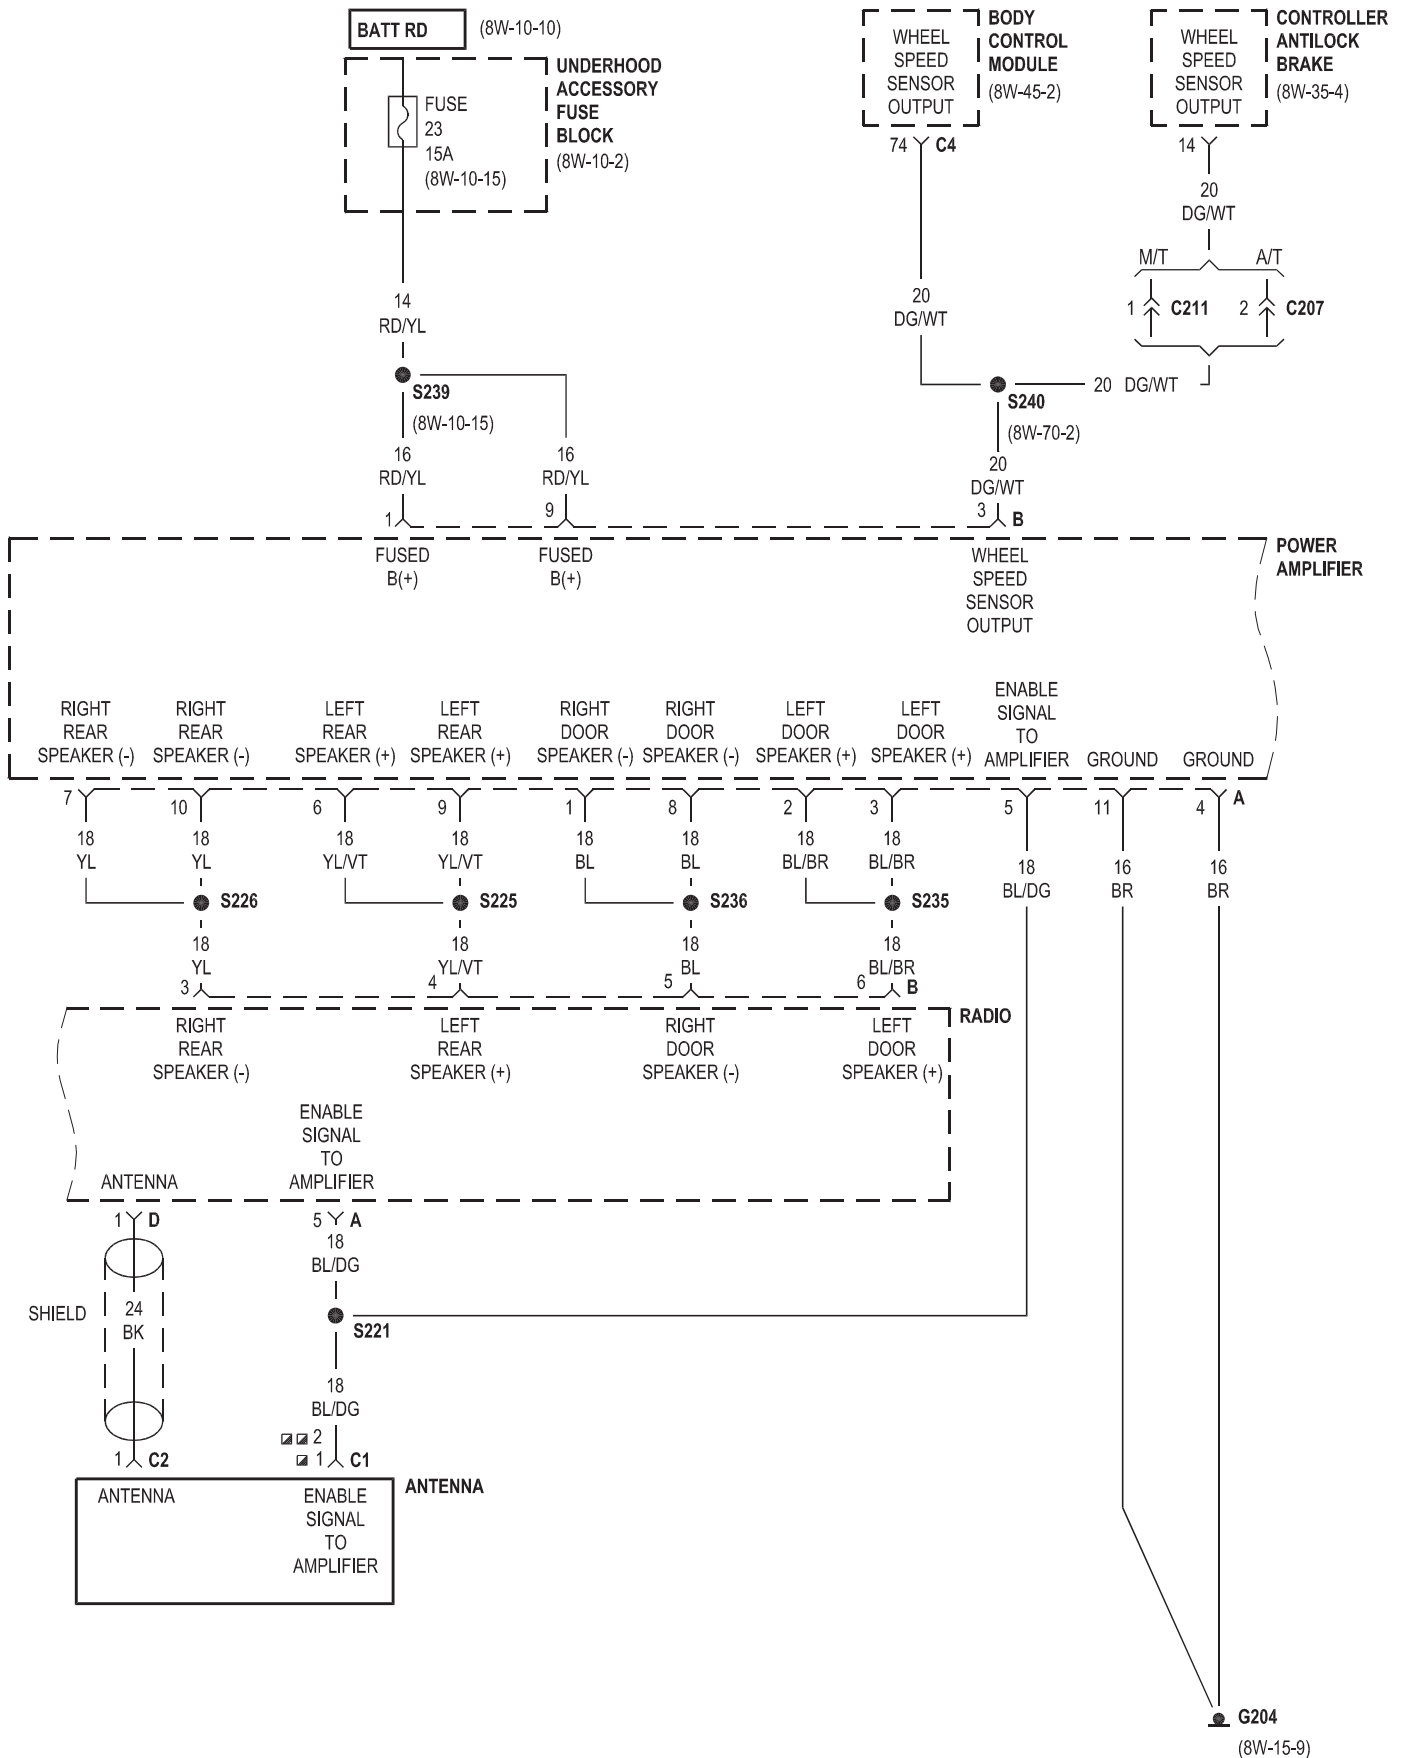 BATT RD
(8W-10-10)
FUSE
23
15A
(8W-10-15)
UNDERHOOD
ACCESSORY
FUSE
BLOCK
(8W-10-2)
WHEEL
SPEED
SENSOR
OUTPUT
BODY
CONTROL
MODULE
(8W-45-2)
WHEEL
SPEED
SENSOR
OUTPUT
CONTROLLER
ANTILOCK
BRAKE
(8W-35-4)
74 C4
14
20
DG/WT
M/T A/T
1 C211 2 C207
14
RD/YL
20
DG/WT
S239
(8W-10-15)
20 DG/WT
S240
(8W-70-2)
16
RD/YL
16
RD/YL
20
DG/WT
1 9 3 B
FUSED
B(+)
FUSED
B(+)
WHEEL
SPEED
SENSOR
OUTPUT
POWER
AMPLIFIER
RIGHT
REAR
SPEAKER (-)
RIGHT
REAR
SPEAKER (-)
LEFT
REAR
SPEAKER (+)
LEFT
REAR
SPEAKER (+)
RIGHT
DOOR
SPEAKER (-)
RIGHT
DOOR
SPEAKER (-)
LEFT
DOOR
SPEAKER (+)
LEFT
DOOR
SPEAKER (+)
ENABLE
SIGNAL
TO
AMPLIFIER
GROUND
GROUND
7 10 6 9 1 8 2 3 5 11 4 A
18
YL
18
YL
18
YL/VT
18
YL/VT
18
BL
18
BL
18
BL/BR
18
BL/BR
18
BL/DG
16
BR
16
BR
S226 S225 S236 S235
18
YL
18
YL/VT
18
BL
18
BL/BR
3 4 5 6 B
RADIO
RIGHT
REAR
SPEAKER (-)
LEFT
REAR
SPEAKER (+)
RIGHT
DOOR
SPEAKER (-)
LEFT
DOOR
SPEAKER (+)
ANTENNA
ENABLE
SIGNAL
TO
AMPLIFIER
1 D
5 A
18
BL/DG
SHIELD
24
BK
S221
18
BL/DG
2
1 C2
1 C1
ANTENNA
ANTENNA
ENABLE
SIGNAL
TO
AMPLIFIER
G204
(8W-15-9)